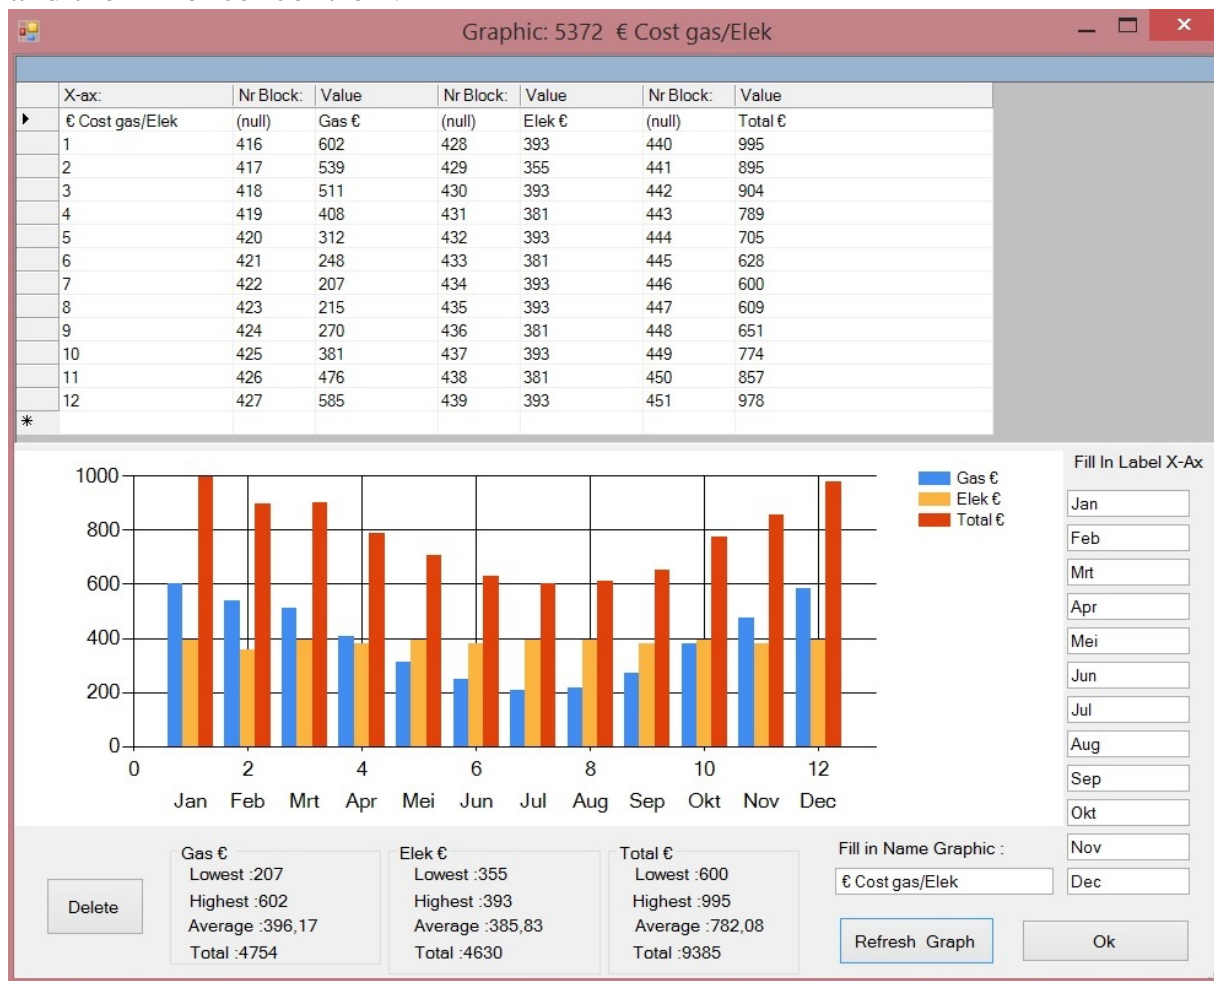 Graphic: 5372 € Cost gas/Elek
X-ax: Nr Block: Value Nr Block: Value Nr Block: Value
€ Cost gas/Elek (null) Gas € (null) Elek € (null) Total €
1 416 602 428 393 440 995
2 417 539 429 355 441 895
3 418 511 430 393 442 904
4 419 408 431 381 443 789
5 420 312 432 393 444 705
6 421 248 433 381 445 628
7 422 207 434 393 446 600
8 423 215 435 393 447 609
9 424 270 436 381 448 651
10 425 381 437 393 449 774
11 426 476 438 381 450 857
12 427 585 439 393 451 978
1000
800
600
400
200
0
0 2 4 6 8 10 12
Jan Feb Mrt Apr Mei Jun Jul Aug Sep Okt Nov Dec
Gas €
Elek €
Total €
Fill In Label X-Ax
Jan
Feb
Mrt
Apr
Mei
Jun
Jul
Aug
Sep
Okt
Nov
Dec
Delete
Gas €
Lowest :207
Highest :602
Average :396,17
Total :4754
Elek €
Lowest :355
Highest :393
Average :385,83
Total :4630
Total €
Lowest :600
Highest :995
Average :782,08
Total :9385
Fill in Name Graphic :
€ Cost gas/Elek
Refresh Graph
Ok